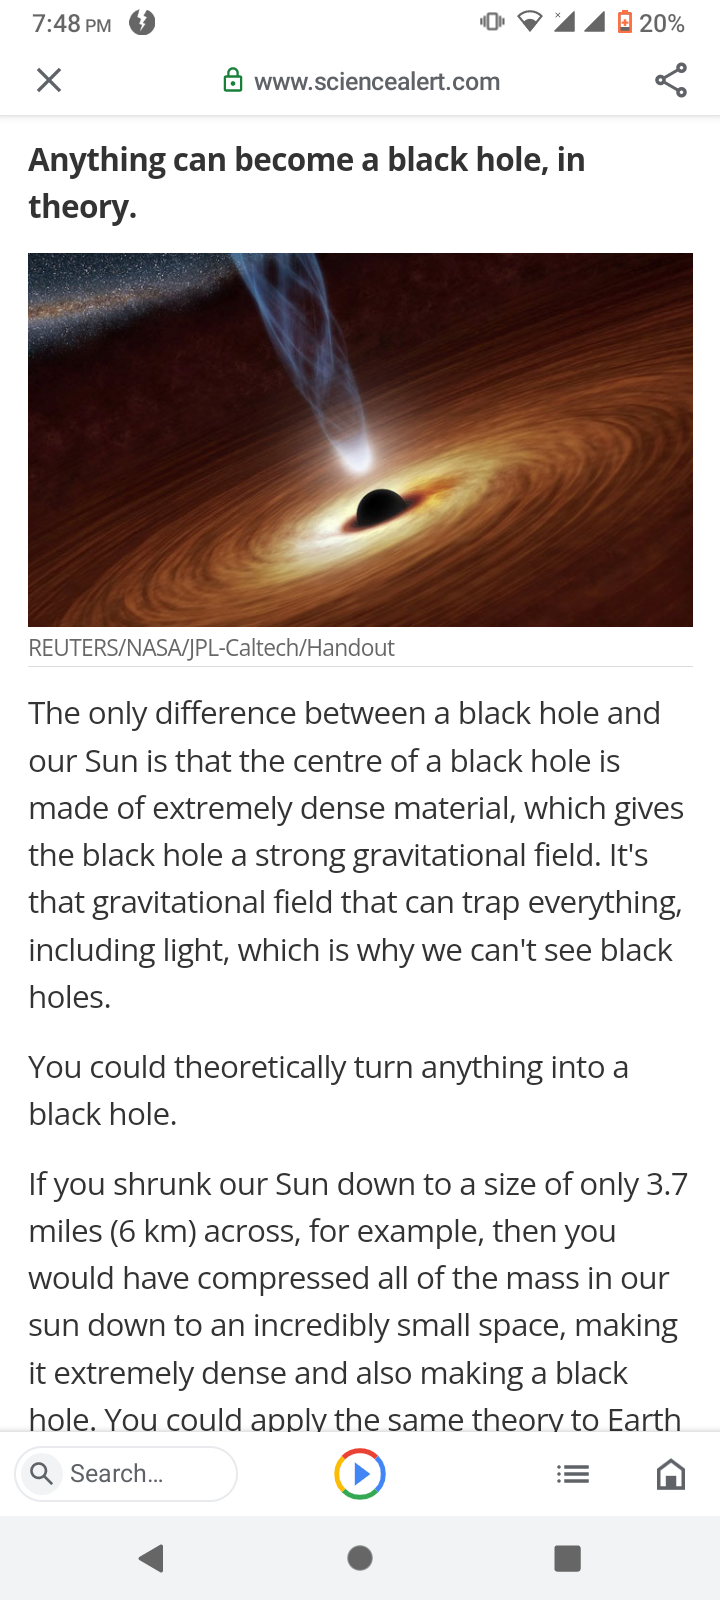 7:48 PM
20%
www.sciencealert.com
Anything can become a black hole, in
theory.
REUTERS/NASA/JPL-Caltech/Handout
The only difference between a black hole and
our Sun is that the centre of a black hole is
made of extremely dense material, which gives
the black hole a strong gravitational field. It's
that gravitational field that can trap everything,
including light, which is why we can't see black
holes.
You could theoretically turn anything into a
black hole.
If you shrunk our Sun down to a size of only 3.7
miles (6 km) across, for example, then you
would have compressed all of the mass in our
sun down to an incredibly small space, making
it extremely dense and also making a black
hole. You could apply the same theory to Earth
Search...